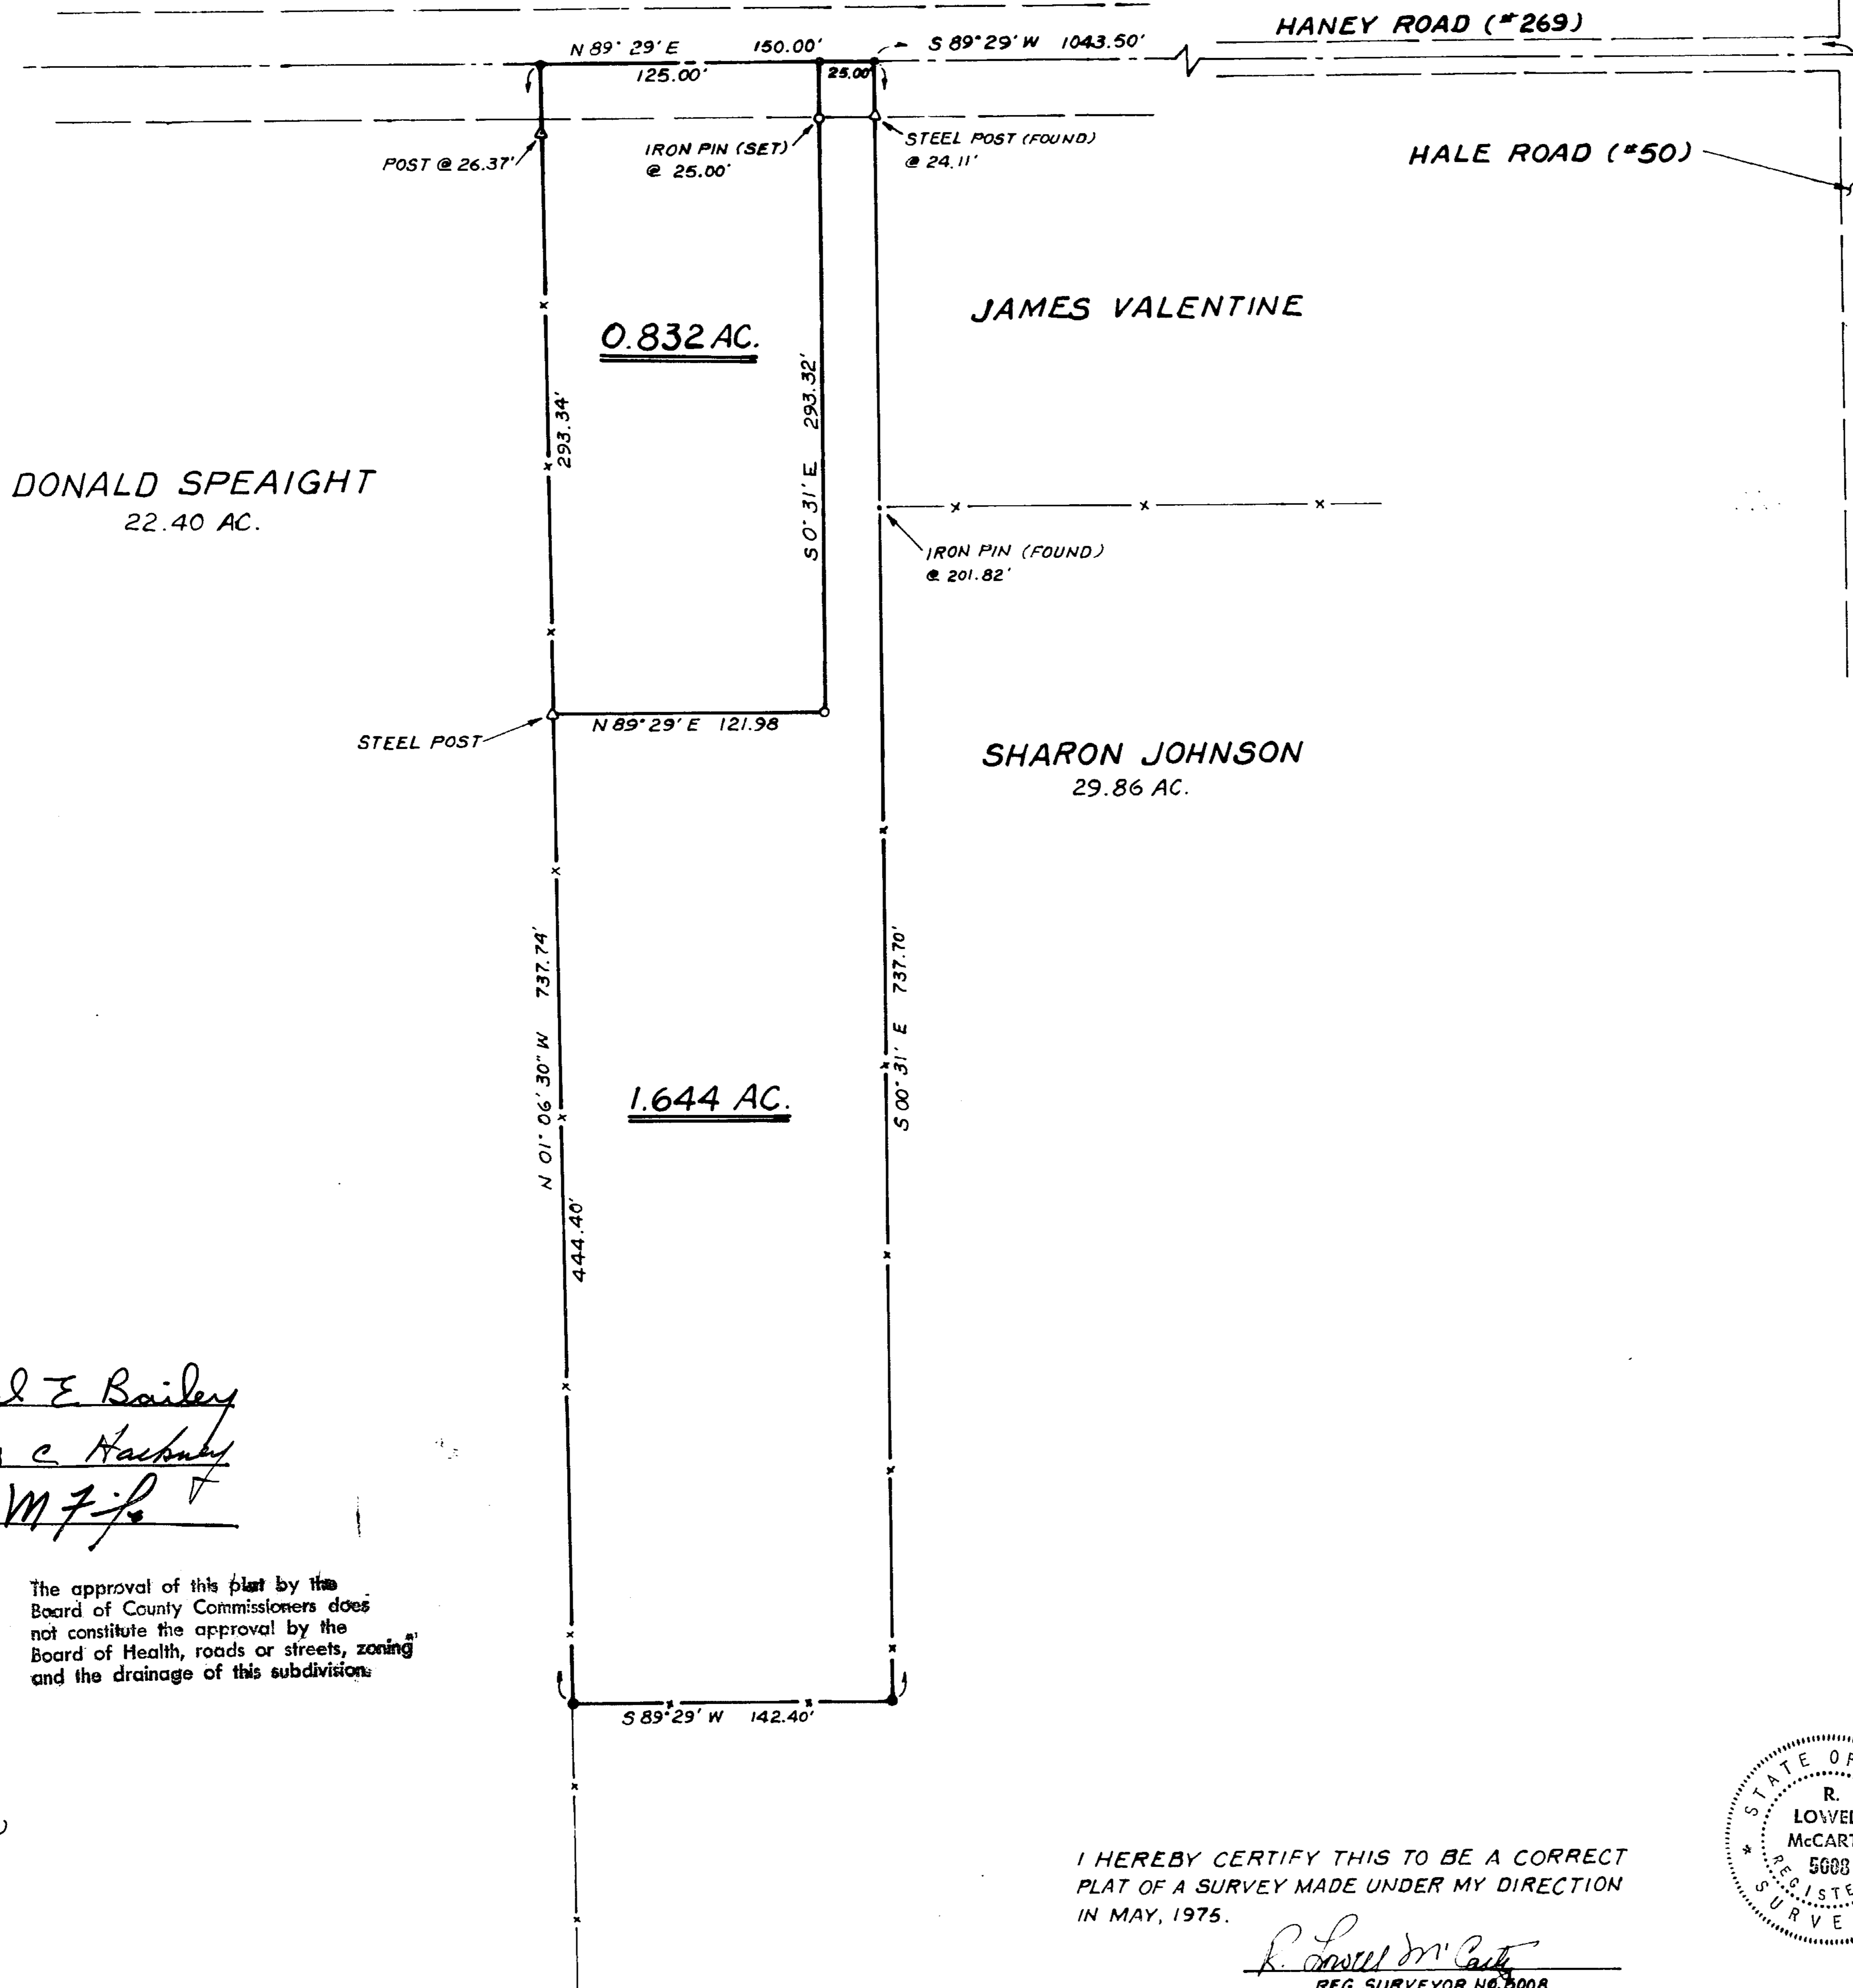 HANEY ROAD (#269)
N 89° 29' E 150.00'
S 89° 29' W 1043.50'
125.00'
25.00'
POST @ 26.37'
IRON PIN (SET)
@ 25.00'
STEEL POST (FOUND)
@ 24.11'
HALE ROAD (#50)
JAMES VALENTINE
0.832 AC.
293.34'
S 0° 31' E 293.32'
DONALD SPEAIGHT
22.40 AC.
IRON PIN (FOUND)
@ 201.82'
STEEL POST
N 89° 29' E 121.98
SHARON JOHNSON
29.86 AC.
N 01° 06' 30" W 737.74'
S 00° 31' E 737.70'
1.644 AC.
444.40'
E Bailey
C Hackney
The approval of this plat by the
Board of County Commissioners does
not constitute the approval by the
Board of Health, roads or streets, zoning
and the drainage of this subdivision.
S 89° 29' W 142.40'
I HEREBY CERTIFY THIS TO BE A CORRECT
PLAT OF A SURVEY MADE UNDER MY DIRECTION
IN MAY, 1975.
R. Lowell McCarty
REG. SURVEYOR NO. 5008
STATE OF
R.
LOWEL
McCART
5008
REGISTE
SURVE